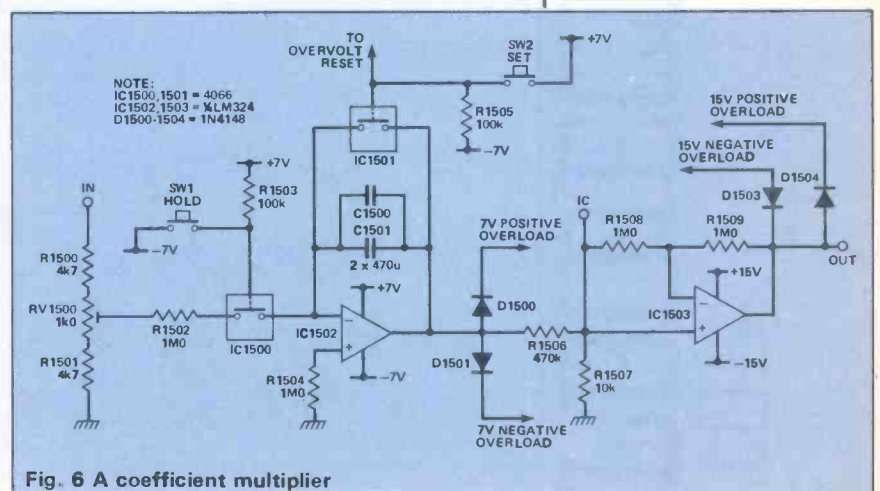 TO
OVERVOLT
RESET
SW2
SET
+7V
NOTE:
IC1500,1501 = 4066
IC1502,1503 = ¼LM324
D1500-1504 = 1N4148
R1505
100k
-7V
15V POSITIVE
OVERLOAD
15V NEGATIVE
OVERLOAD
D1504
D1503
IC1501
IN
SW1
HOLD
+7V
R1503
100k
-7V
C1500
C1501
2 x 470u
7V POSITIVE
OVERLOAD
IC
R1508
1M0
R1509
1M0
OUT
R1500
4k7
RV1500
1k0
R1501
4k7
R1502
1M0
IC1500
IC1502
+7V
-7V
R1504
1M0
D1500
D1501
R1506
470k
IC1503
+15V
-15V
R1507
10k
7V NEGATIVE
OVERLOAD
Fig. 6 A coefficient multiplier